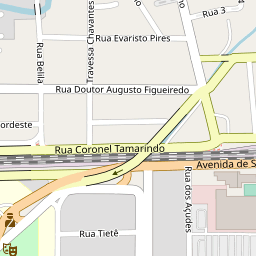 Rua 3
Rua Evaristo Pires
Rua Belila
Travessa Chavantes
Rua Doutor Augusto Figueiredo
ordeste
Rua Coronel Tamarindo
Avenida de S
Rua dos Açudes
Rua Tietê